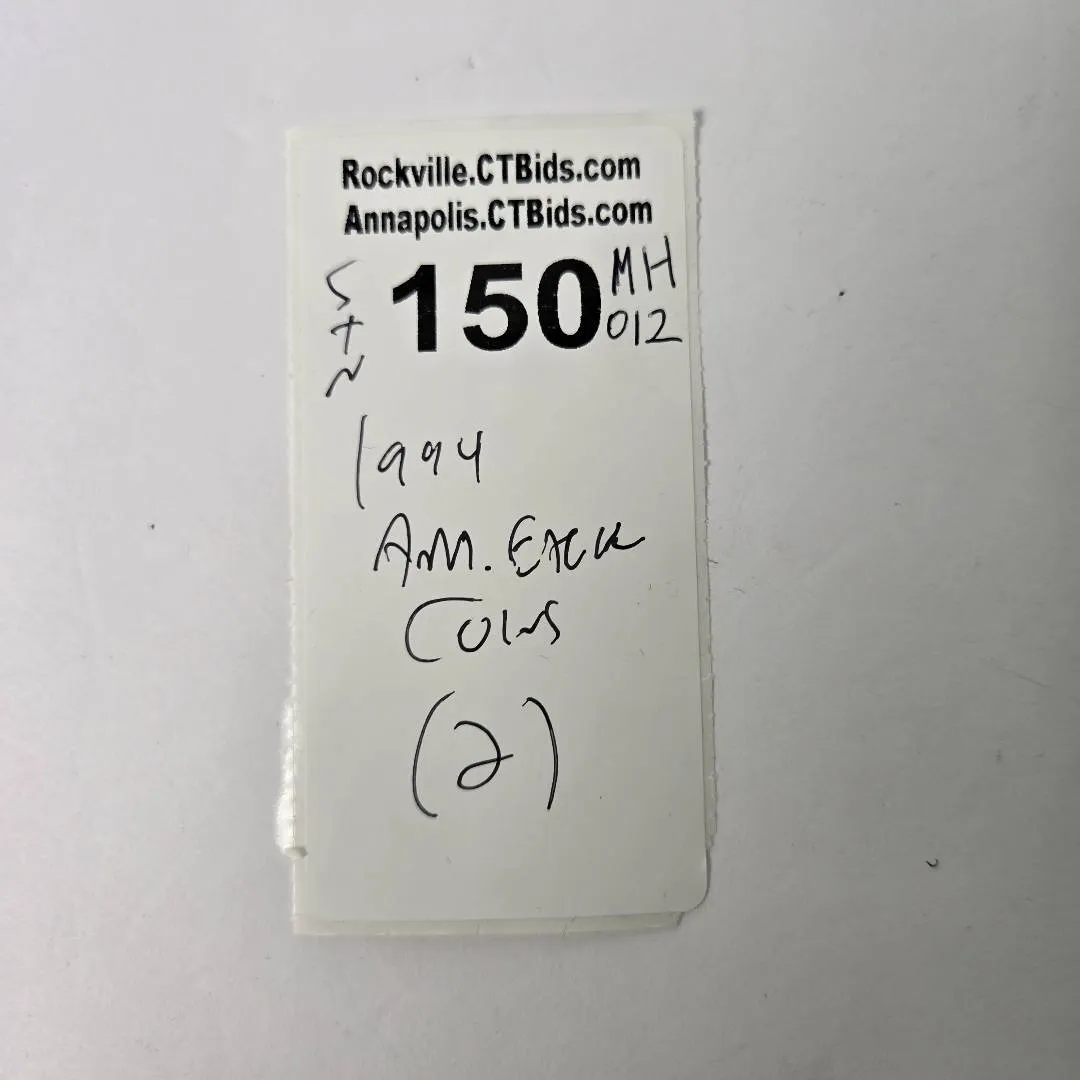 Rockville.CTBids.com
Annapolis.CTBids.com
150 MH
012
1994
AM.
COINS
(2)